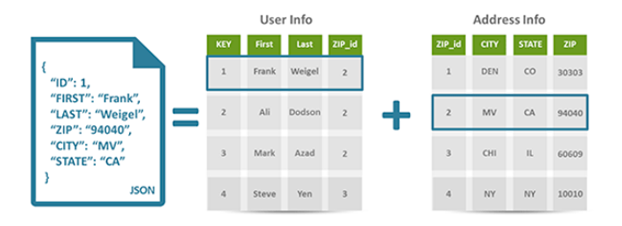 User Info
Address Info
{
"ID": 1,
"FIRST": "Frank",
"LAST": "Weigel",
"ZIP": "94040",
"CITY": "MV",
"STATE": "CA"
}
JSON
=
KEY First Last ZIP_id
1 Frank Weigel 2
2 Ali Dodson 2
3 Mark Azad 2
4 Steve Yen 3
+
ZIP_id CITY STATE ZIP
1 DEN CO 30303
2 MV CA 94040
3 CHI IL 60609
4 NY NY 10010